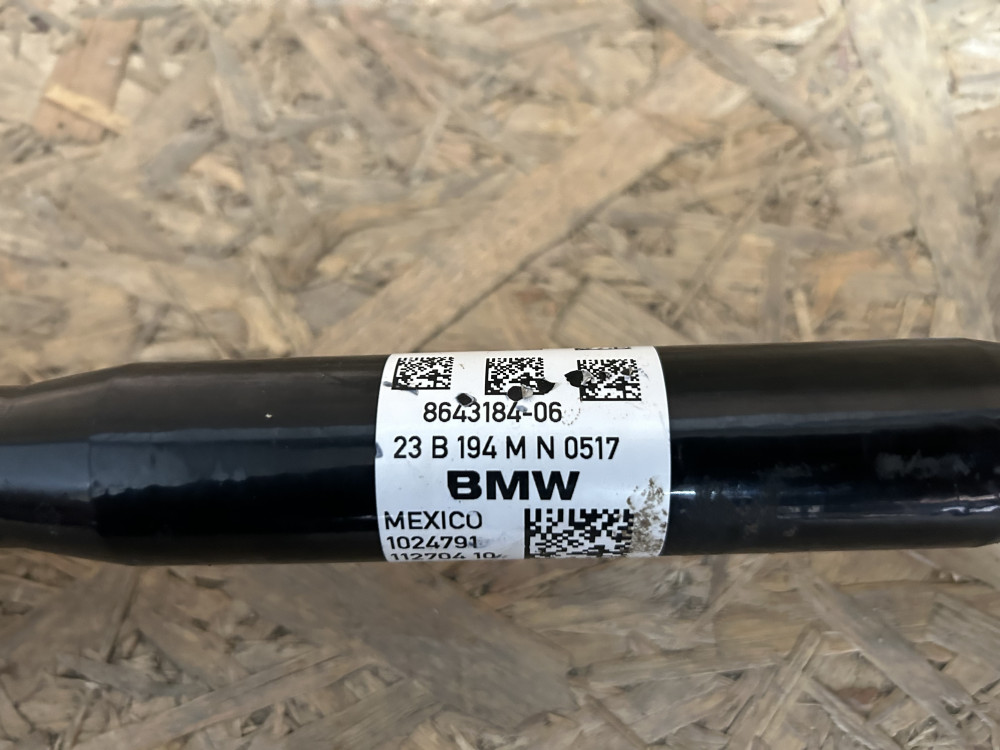 8643184-06
23 B 194 M N 0517
BMW
MEXICO
1024791